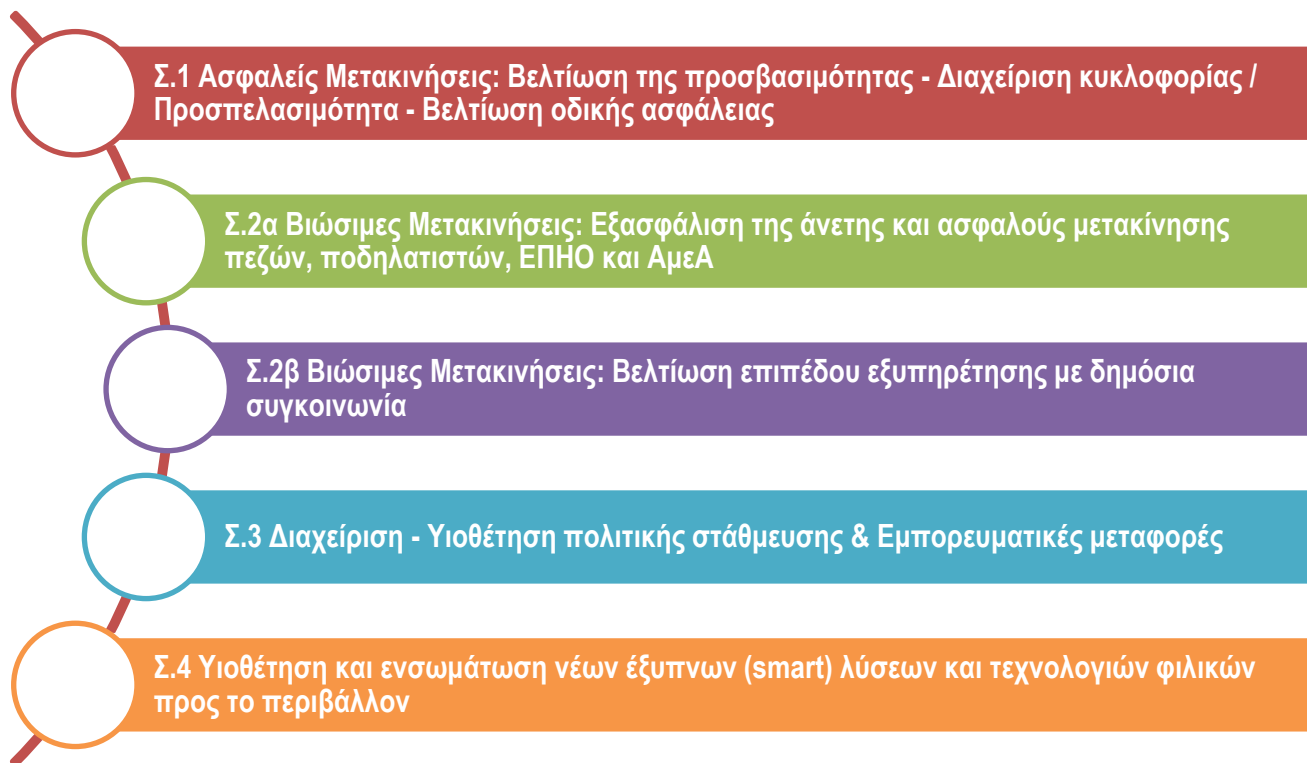 Σ.1 Ασφαλείς Μετακινήσεις: Βελτίωση της προσβασιμότητας - Διαχείριση κυκλοφορίας /
Προσπελασιμότητα - Βελτίωση οδικής ασφάλειας
Σ.2α Βιώσιμες Μετακινήσεις: Εξασφάλιση της άνετης και ασφαλούς μετακίνησης
πεζών, ποδηλατιστών, ΕΠΗΟ και ΑμεΑ
Σ.2β Βιώσιμες Μετακινήσεις: Βελτίωση επιπέδου εξυπηρέτησης με δημόσια
συγκοινωνία
Σ.3 Διαχείριση - Υιοθέτηση πολιτικής στάθμευσης & Εμπορευματικές μεταφορές
Σ.4 Υιοθέτηση και ενσωμάτωση νέων έξυπνων (smart) λύσεων και τεχνολογιών φιλικών
προς το περιβάλλον